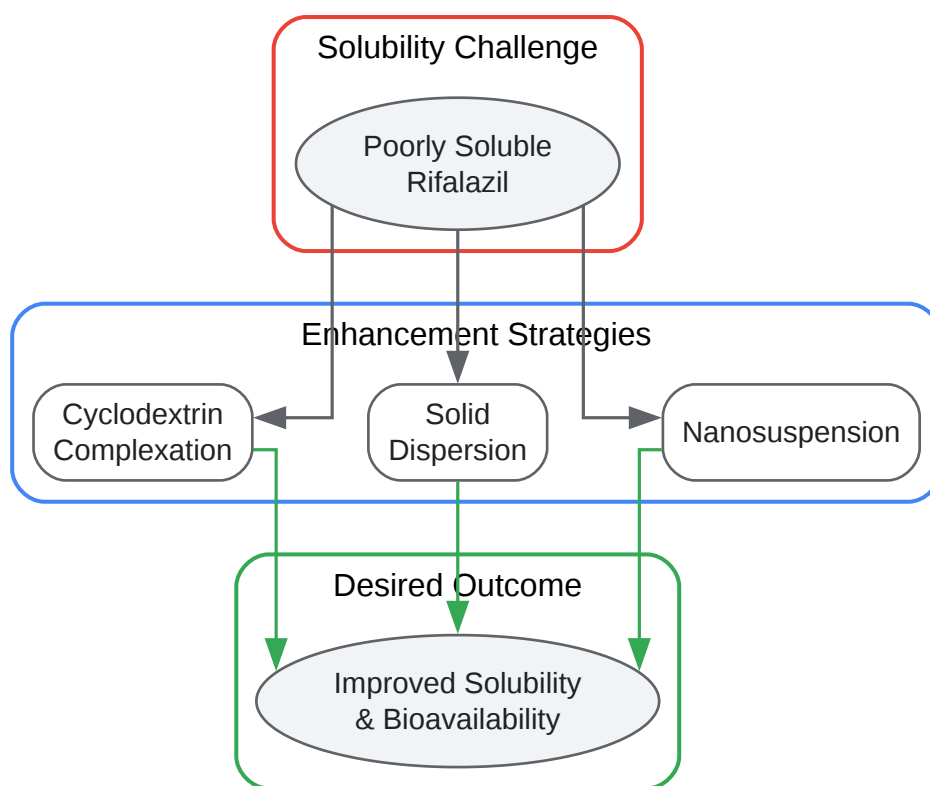 Solubility Challenge
Poorly Soluble
Rifalazil
Enhancement Strategies
Cyclodextrin
Complexation
Solid
Dispersion
Nanosuspension
Desired Outcome
Improved Solubility
& Bioavailability